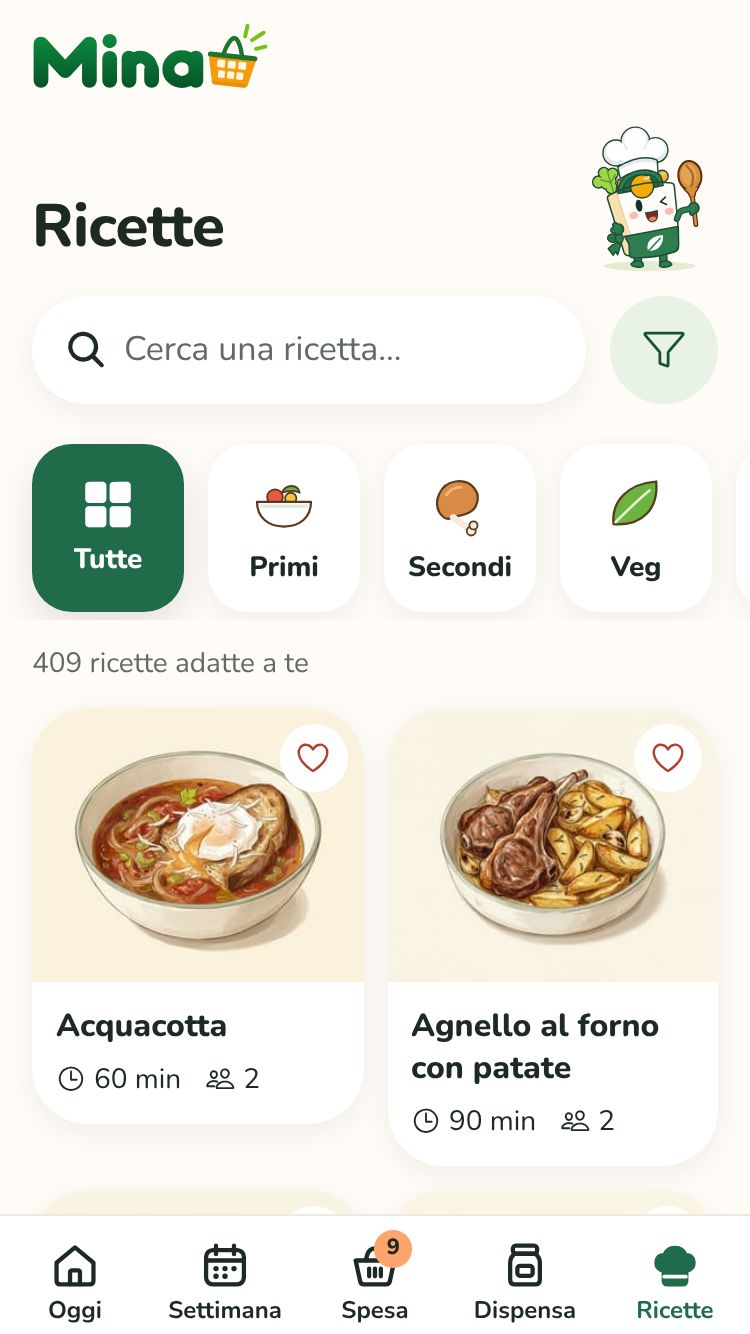 Mina
Ricette
Cerca una ricetta...
Tutte
Primi
Secondi
Veg
409 ricette adatte a te
Acquacotta
60 min 2
Agnello al forno
con patate
90 min 2
9
Oggi
Settimana
Spesa
Dispensa
Ricette